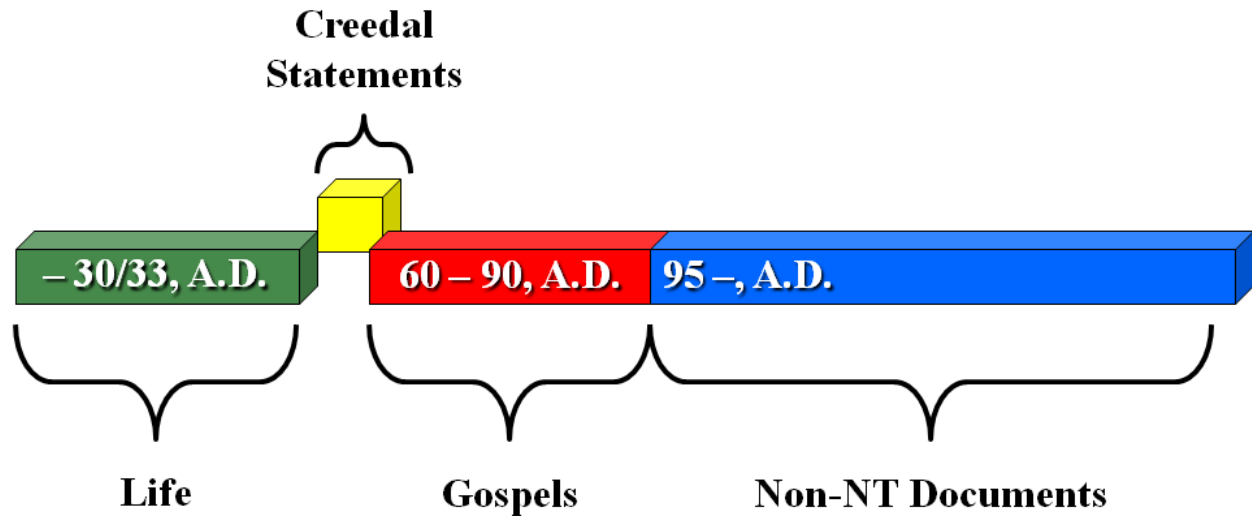 Creedal
Statements
– 30/33, A.D.
60 – 90, A.D.
95 –, A.D.
Life
Gospels
Non-NT Documents